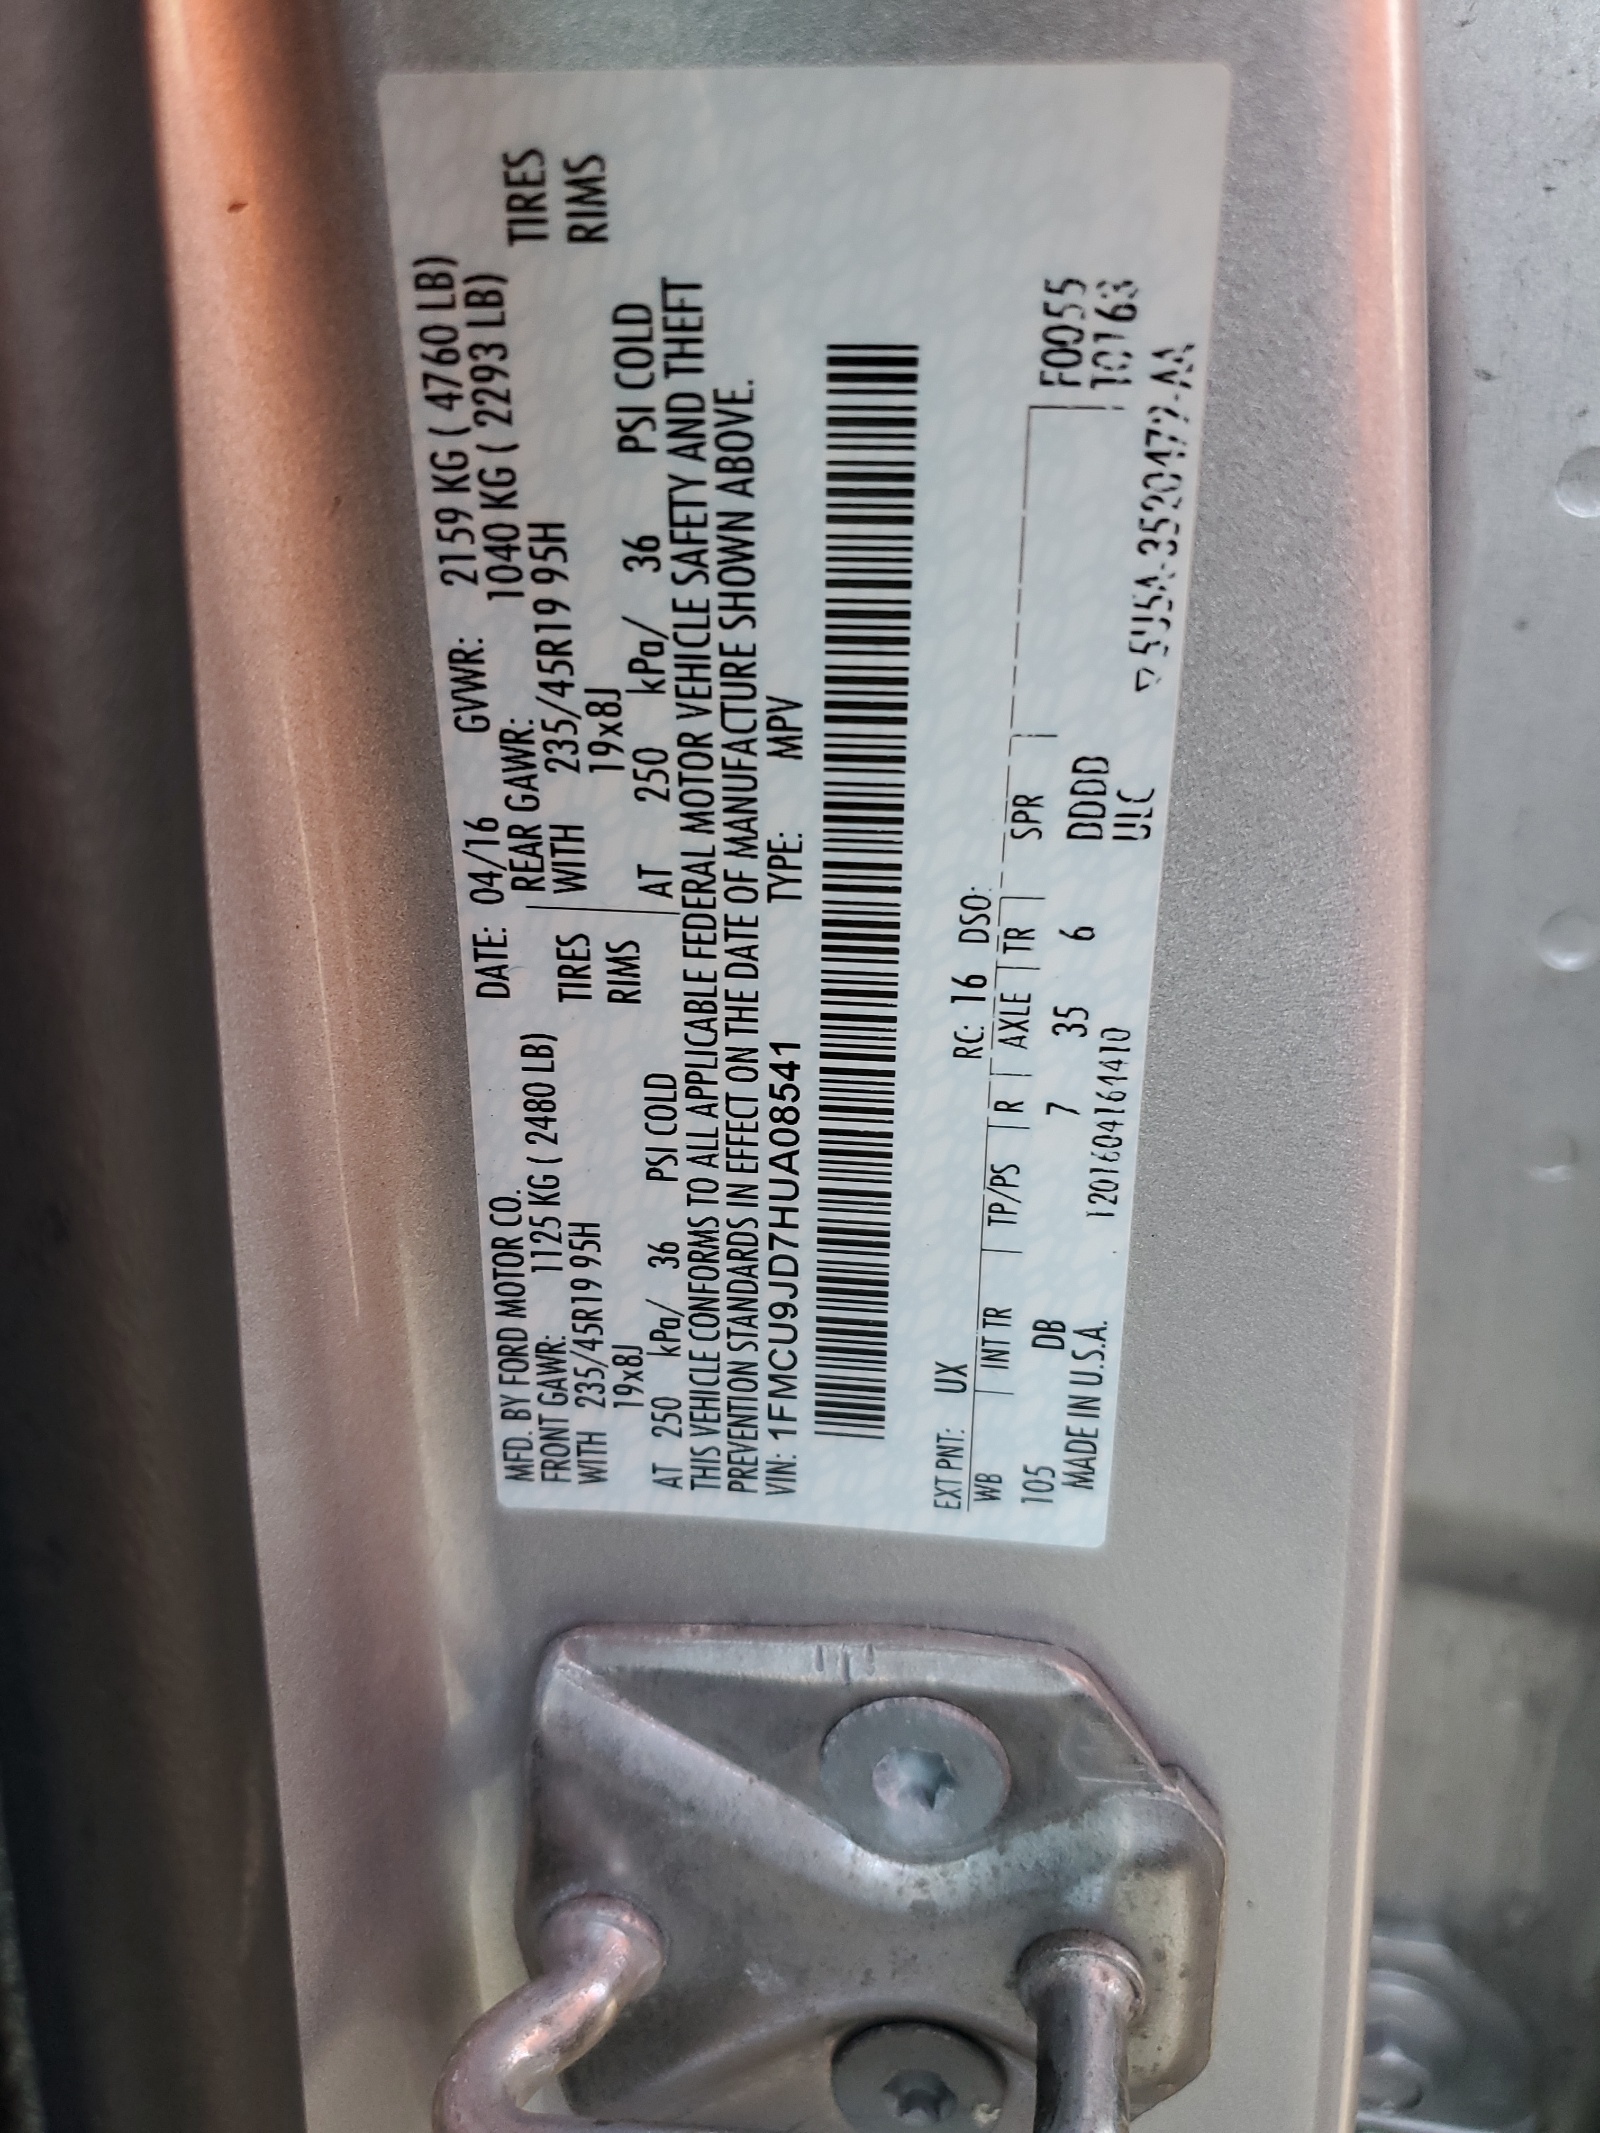 MFD. BY FORD MOTOR CO. DATE: 04/16 GVWR: 2159 KG ( 4760 LB)
FRONT GAWR: 1125 KG ( 2480 LB) REAR GAWR: 1040 KG ( 2293 LB)
WITH 235/45R19 95H TIRES WITH 235/45R19 95H TIRES
19x8J RIMS 19x8J RIMS
AT 250 kPa/ 36 PSI COLD AT 250 kPa/ 36 PSI COLD
THIS VEHICLE CONFORMS TO ALL APPLICABLE FEDERAL MOTOR VEHICLE SAFETY AND THEFT
PREVENTION STANDARDS IN EFFECT ON THE DATE OF MANUFACTURE SHOWN ABOVE.
VIN: 1FMCU9JD7HUA08541 TYPE: MPV
EXT PNT: UX RC: 16 DSO:
WB INT TR TP/PS R AXLE TR SPR
105 DB 7 35 6 DDDD F0055
MADE IN U.S.A. 1201604161410 ULC 10163
5U5A-3520472-AA